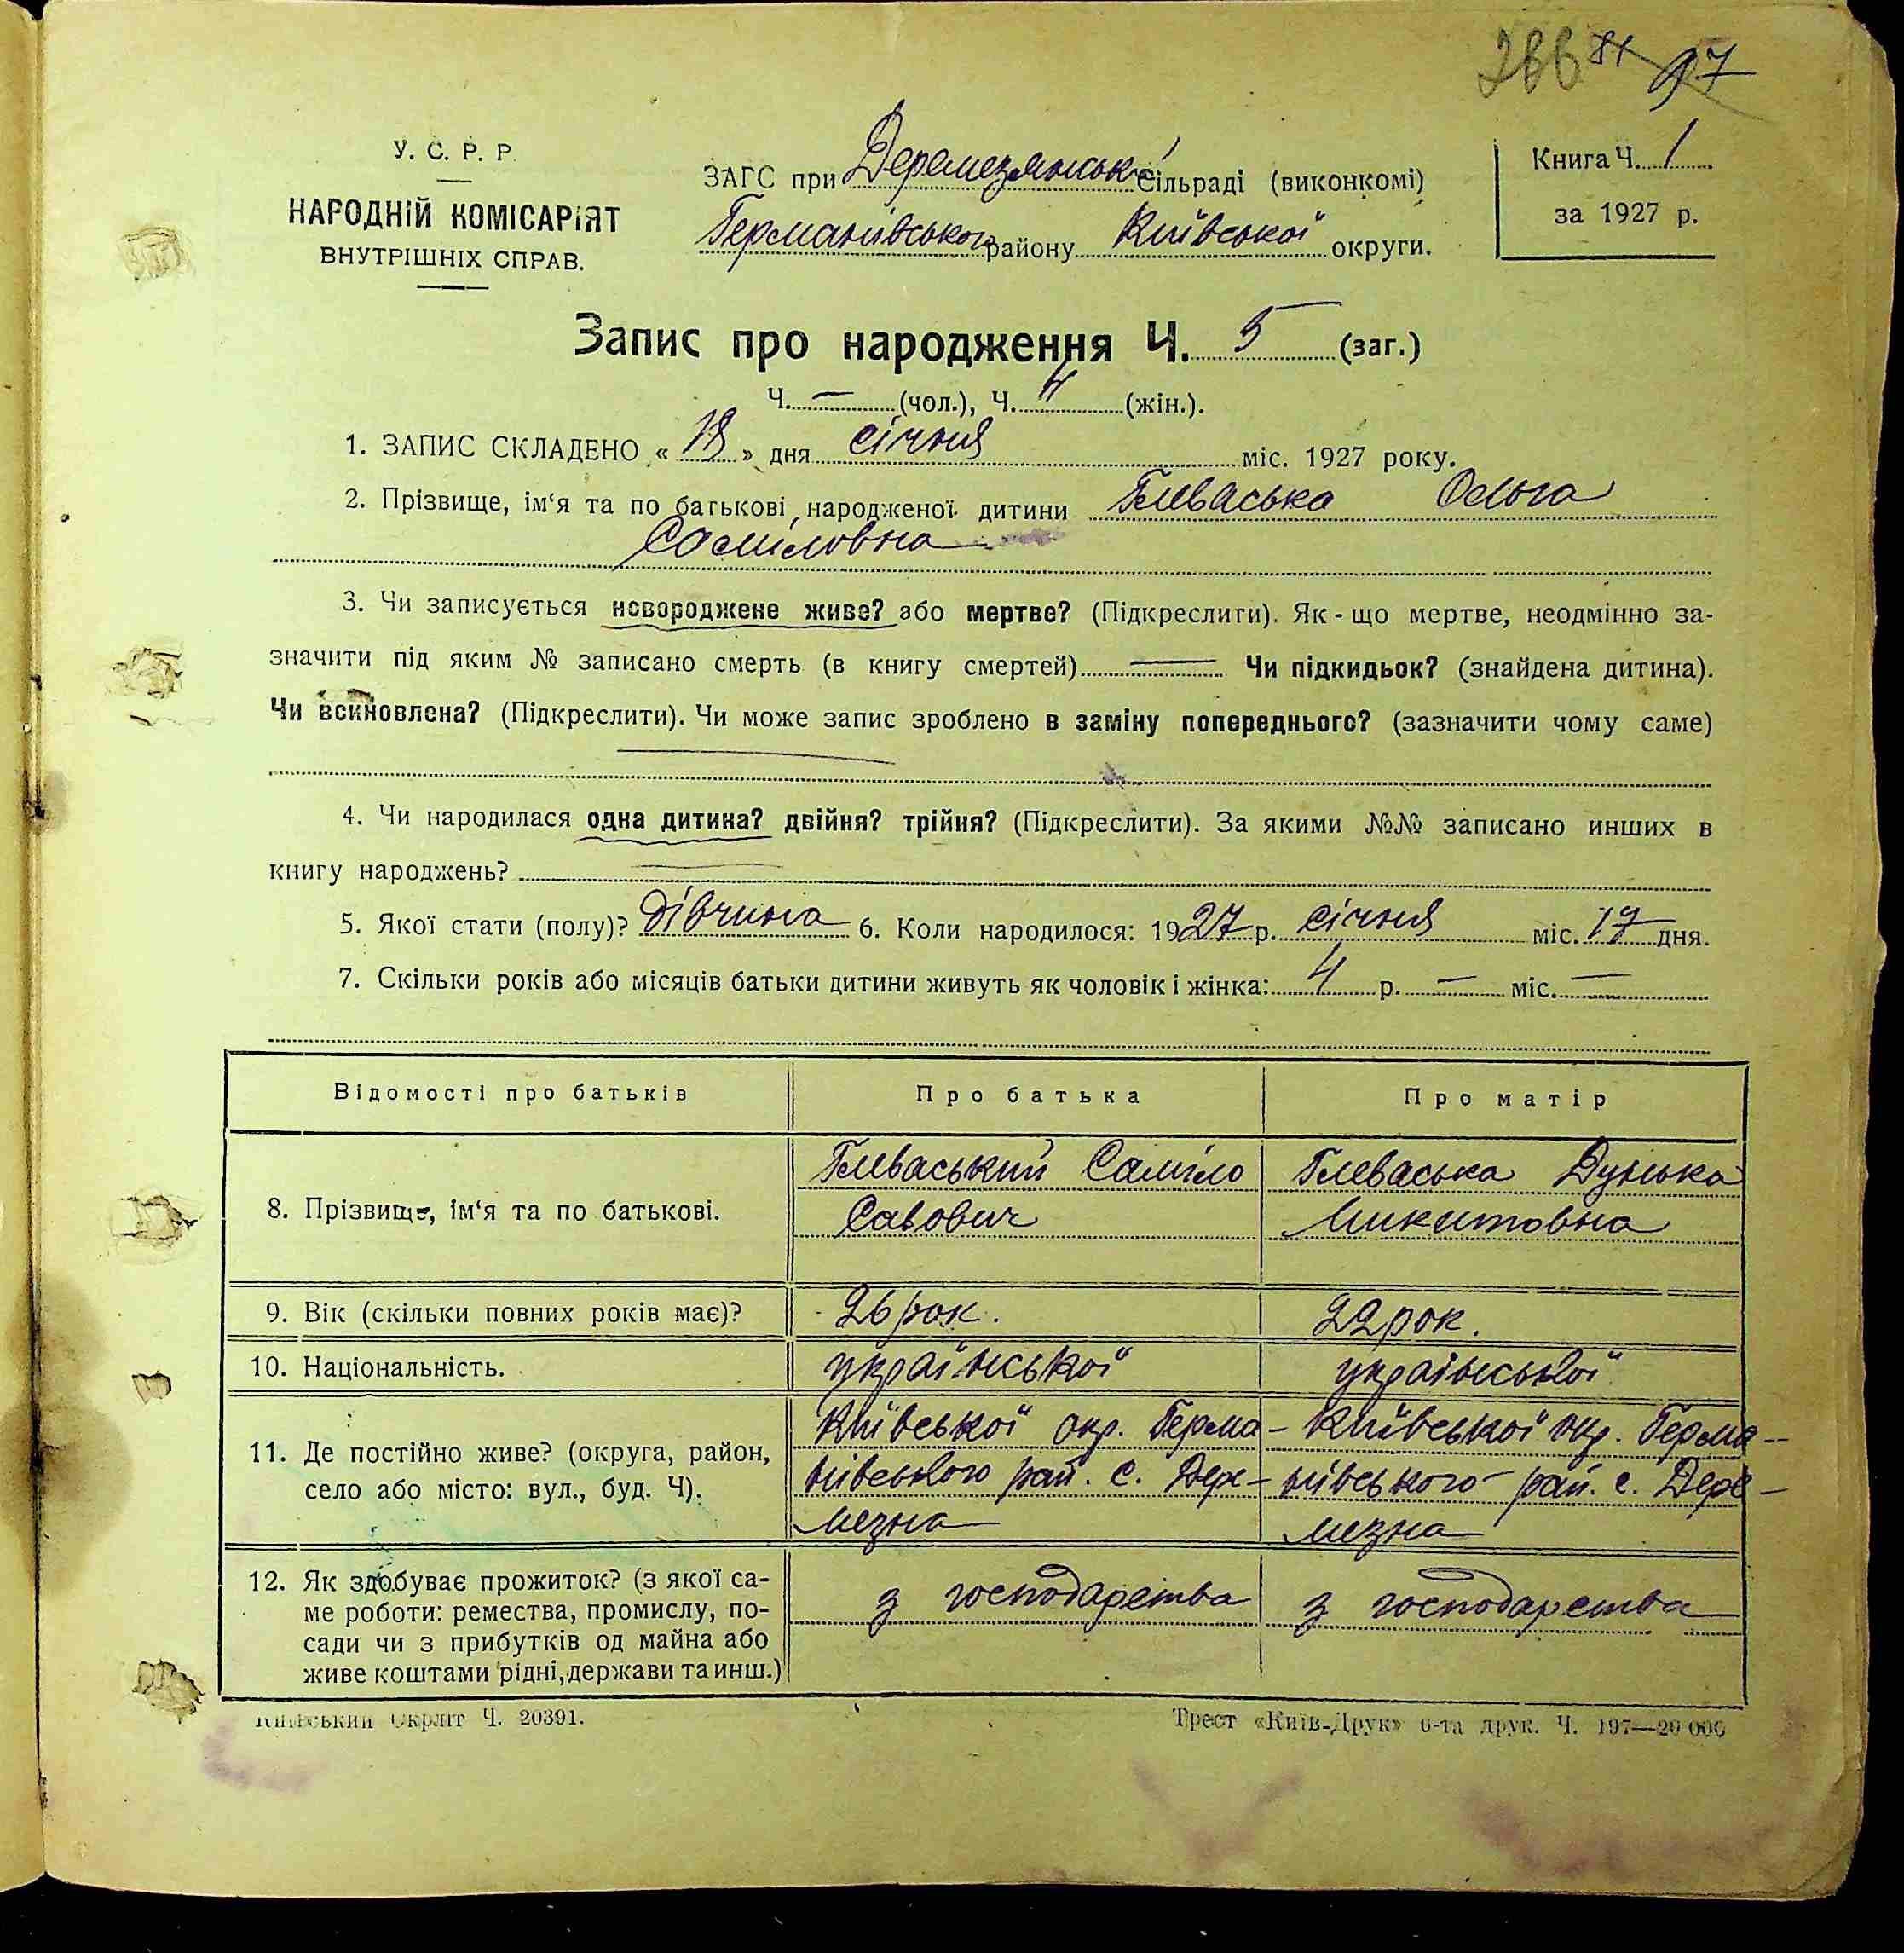 288 81 97
У. С. Р. Р.
НАРОДНІЙ КОМІСАРІЯТ
ВНУТРІШНІХ СПРАВ.
ЗАГС при Деремезянськ. Сільраді (виконкомі)
Германівського району Київської округи.
Книга Ч. 1
за 1927 р.
Запис про народження Ч. 5 (заг.)
Ч. — (чол.), Ч. 4 (жін.).
1. ЗАПИС СКЛАДЕНО « 18 » дня січня міс. 1927 року.
2. Прізвище, ім‘я та по батькові народженої дитини Глеваська Ольга
Саміловна
3. Чи записується новороджене живе? або мертве? (Підкреслити). Як-що мертве, неодмінно за-
значити під яким № записано смерть (в книгу смертей) — Чи підкидьок? (знайдена дитина).
Чи всиновлена? (Підкреслити). Чи може запис зроблено в заміну попереднього? (зазначити чому саме)
4. Чи народилася одна дитина? двійня? трійня? (Підкреслити). За якими №№ записано инших в
книгу народжень?
5. Якої стати (полу)? дівчина 6. Коли народилося: 1927 р. січня міс. 17 дня.
7. Скільки років або місяців батьки дитини живуть як чоловік і жінка: 4 р. — міс. —
Відомості про батьків Про батька Про матір
8. Прізвище, ім‘я та по батькові. Глеваський Саміло Глеваська Дунька
Савович Микитовна
9. Вік (скільки повних років має)? 26 рок. 22 рок.
10. Національність. української української
11. Де постійно живе? (округа, район, село або місто: вул., буд. Ч). Київської окр. Герма- Київської окр. Герма-
нівського рай. с. Дере- нівського рай. с. Дере-
мезна мезна
12. Як здобуває прожиток? (з якої са- з господарства з господарства
ме роботи: ремества, промислу, по-
сади чи з прибутків од майна або
живе коштами рідні, держави та инш.)
Київський Окрліт Ч. 20391.
Трест «Київ-Друк» 6-та друк. Ч. 197—20 000